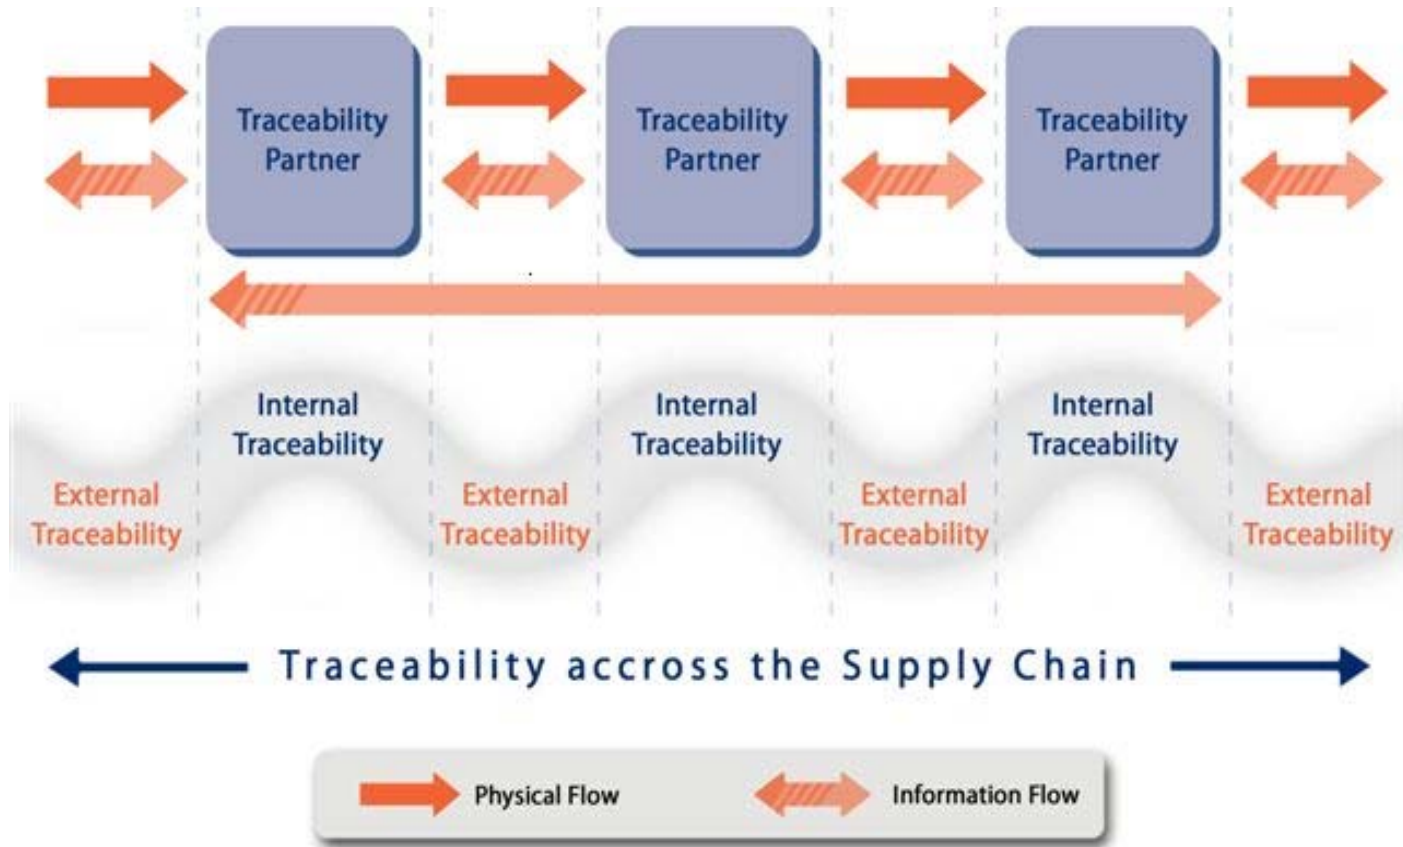 Traceability
Partner
Traceability
Partner
Traceability
Partner
Internal
Traceability
Internal
Traceability
Internal
Traceability
External
Traceability
External
Traceability
External
Traceability
External
Traceability
Traceability accross the Supply Chain
Physical Flow
Information Flow